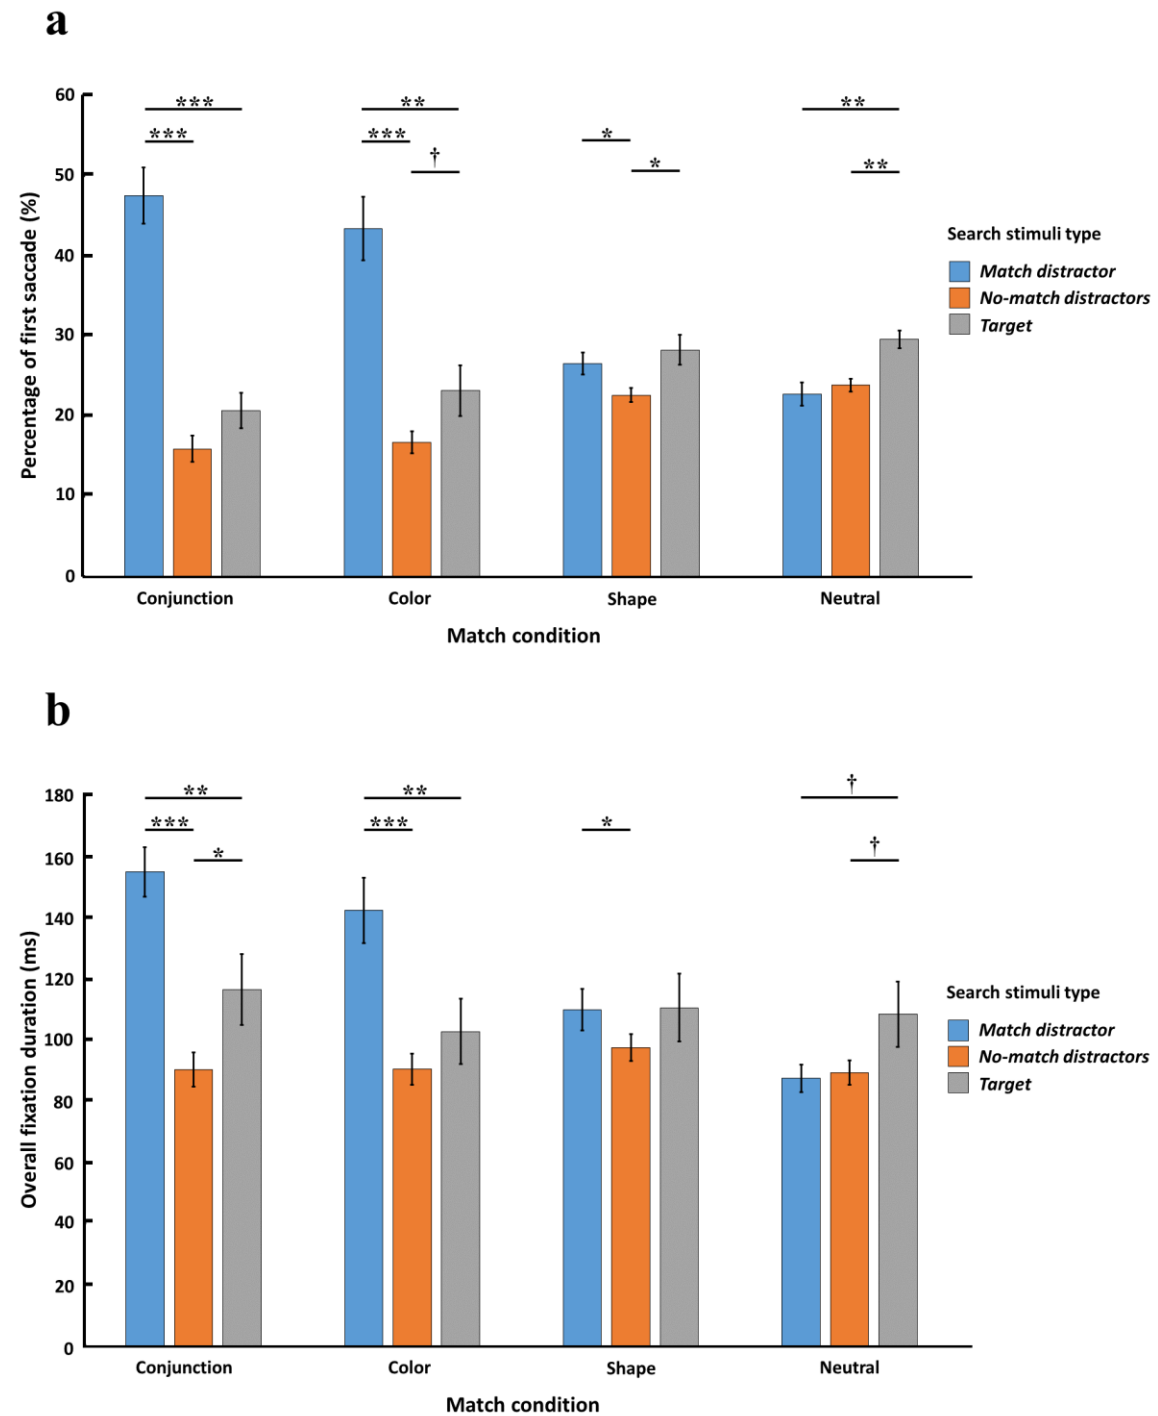 a
60
50
40
30
20
10
0
Percentage of first saccade (%)
*** ** **
*** *** * **
† *
Search stimuli type
Match distractor
No-match distractors
Target
Conjunction Color Shape Neutral
Match condition
b
180
160
140
120
100
80
60
40
20
0
Overall fixation duration (ms)
** ** †
*** *** * †
*
Search stimuli type
Match distractor
No-match distractors
Target
Conjunction Color Shape Neutral
Match condition